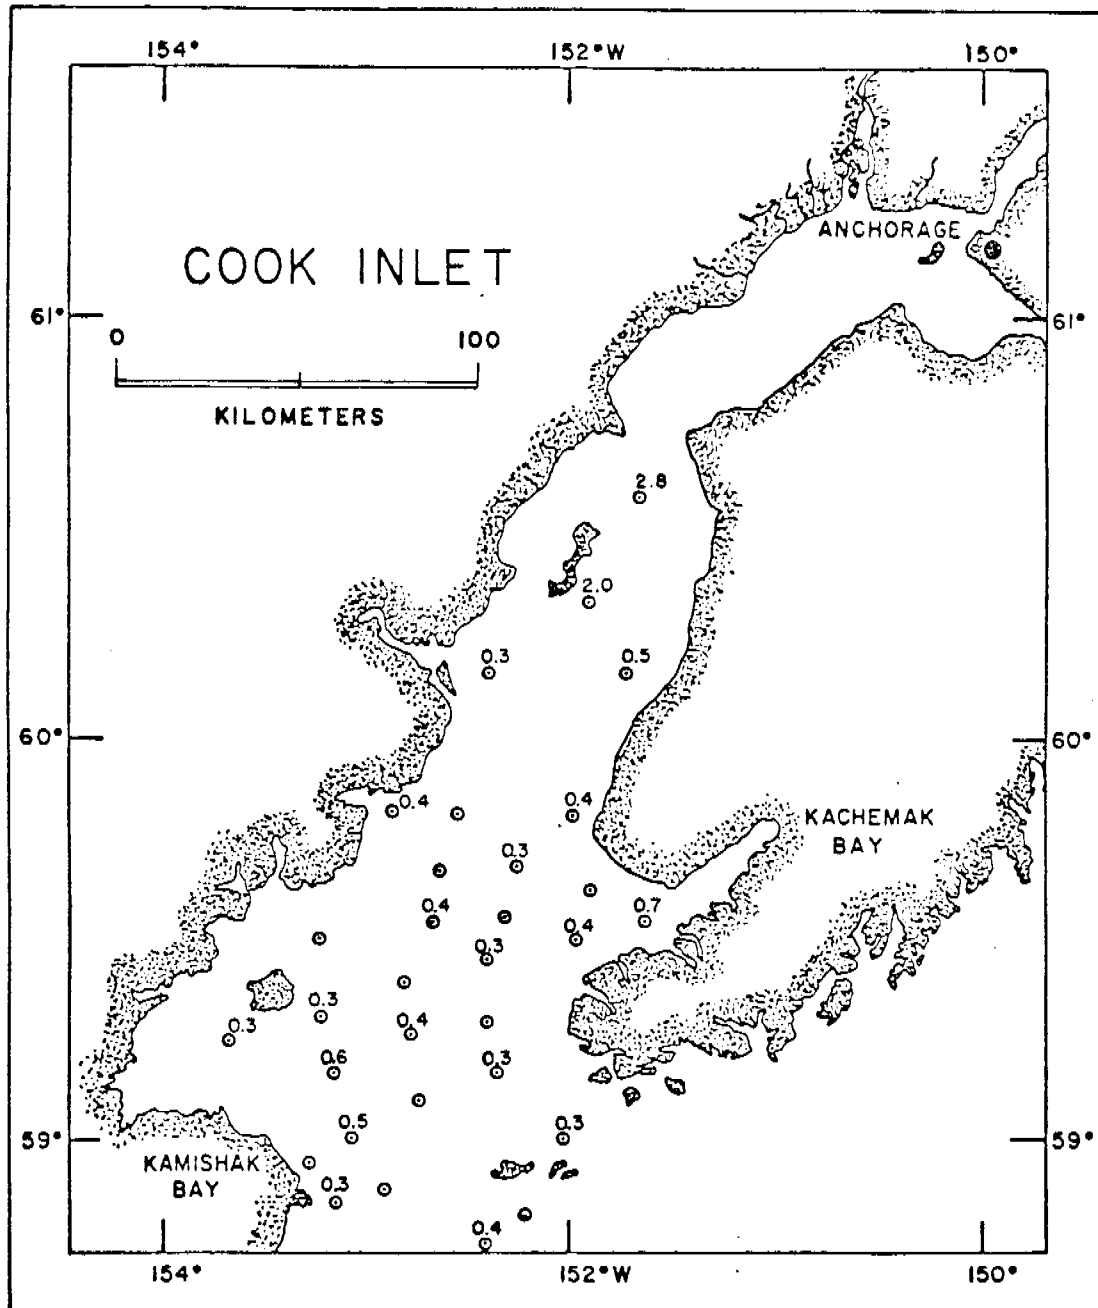 154° 152°W 150°
ANCHORAGE
COOK INLET
61° 61°
0 100
KILOMETERS
2.8
2.0
0.3 0.5
60° 60°
0.4 0.4
KACHEMAK
BAY
0.3
0.4 0.7
0.4
0.3
0.3
0.3 0.4
0.6 0.3
0.5 0.3
59° 59°
KAMISHAK
BAY
0.3
0.4
154° 152°W 150°